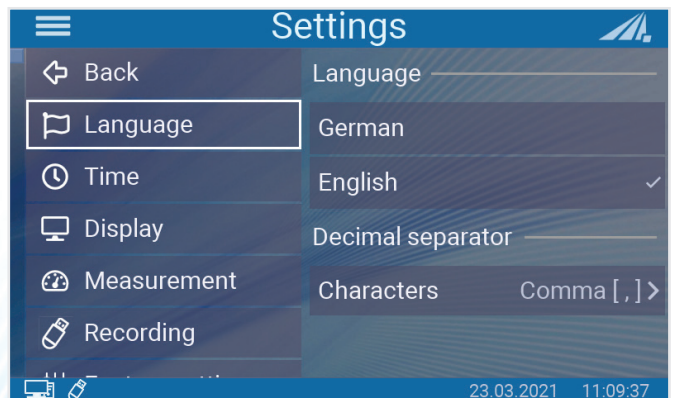 Settings
Back
Language
Time
Display
Measurement
Recording
Language
German
English
Decimal separator
Characters Comma [ , ]
23.03.2021 11:09:37